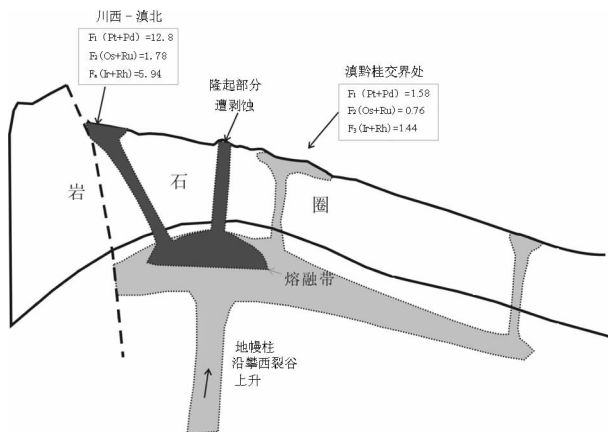 川西－滇北
F₁ (Pt+Pd) =12.8
F₂(Os+Ru)=1.78
Fₐ(Ir+Rh)=5.94
隆起部分
遭剥蚀
滇黔桂交界处
F₁ (Pt+Pd)=1.58
F₂(Os+Ru)=0.76
F₃(Ir+Rh)=1.44
岩
石
圈
熔融带
地幔柱
沿攀西裂谷
上升